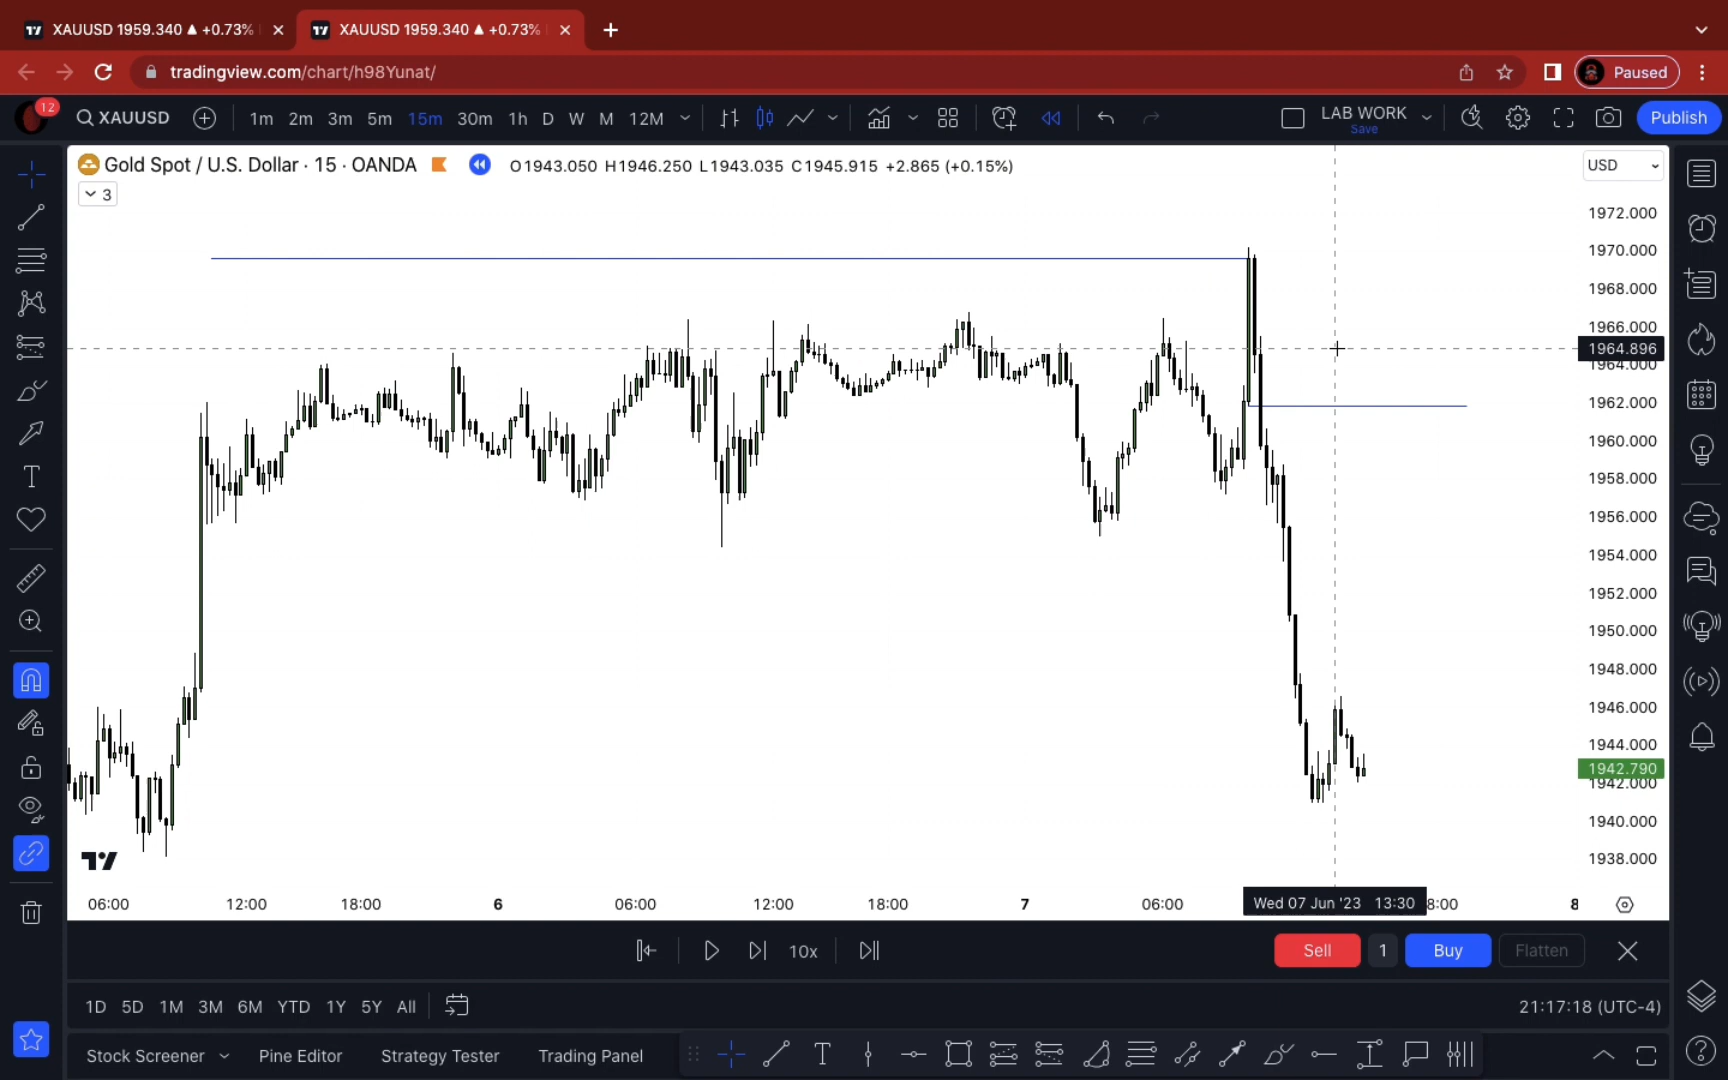 XAUUSD 1959.340 ▲ +0.73%
XAUUSD 1959.340 ▲ +0.73%
tradingview.com/chart/h98Yunat/
Paused
12
XAUUSD
1m 2m 3m 5m 15m 30m 1h D W M 12M
LAB WORK
Save
Publish
Gold Spot / U.S. Dollar · 15 · OANDA
O1943.050 H1946.250 L1943.035 C1945.915 +2.865 (+0.15%)
USD
3
1972.000
1970.000
1968.000
1966.000
1964.896
1964.000
1962.000
1960.000
1958.000
1956.000
1954.000
1952.000
1950.000
1948.000
1946.000
1944.000
1942.790
1942.000
1940.000
1938.000
06:00 12:00 18:00 6 06:00 12:00 18:00 7 06:00 Wed 07 Jun '23 13:30 8:00 8
10x
Sell 1 Buy Flatten
1D 5D 1M 3M 6M YTD 1Y 5Y All
21:17:18 (UTC-4)
Stock Screener Pine Editor Strategy Tester Trading Panel